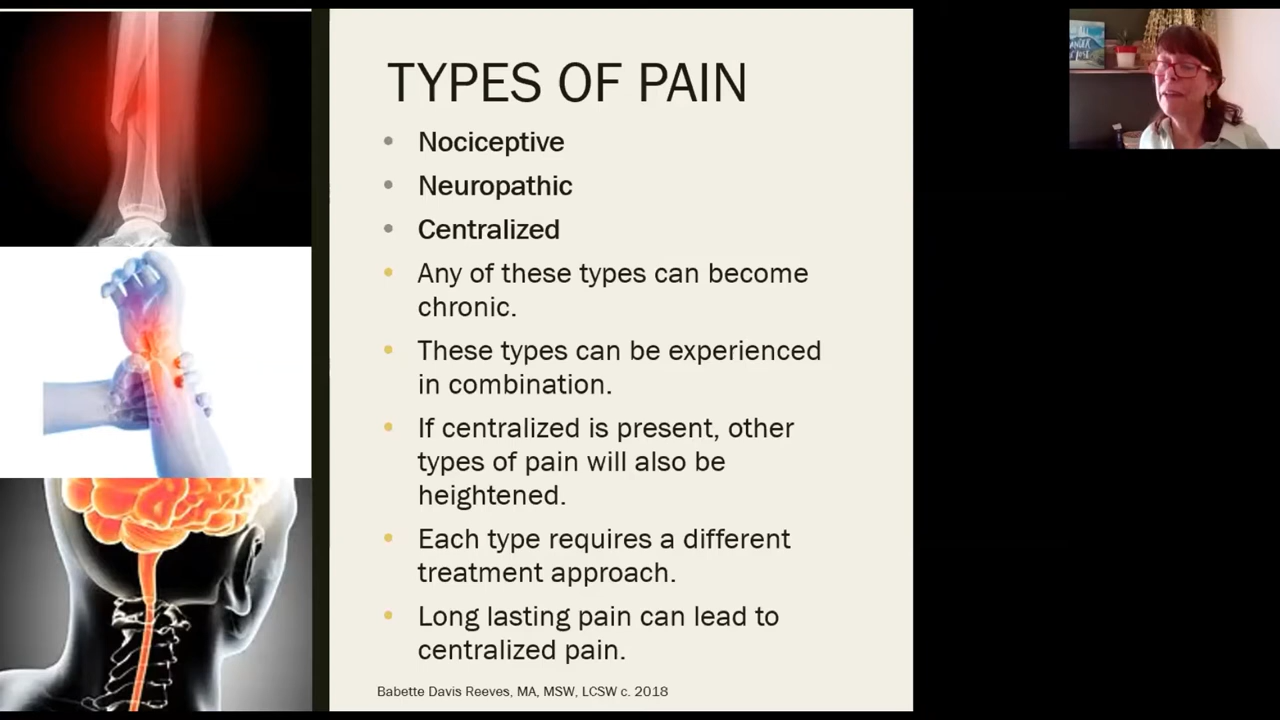 TYPES OF PAIN
• Nociceptive
• Neuropathic
• Centralized
• Any of these types can become
chronic.
• These types can be experienced
in combination.
• If centralized is present, other
types of pain will also be
heightened.
• Each type requires a different
treatment approach.
• Long lasting pain can lead to
centralized pain.
Babette Davis Reeves, MA, MSW, LCSW c. 2018